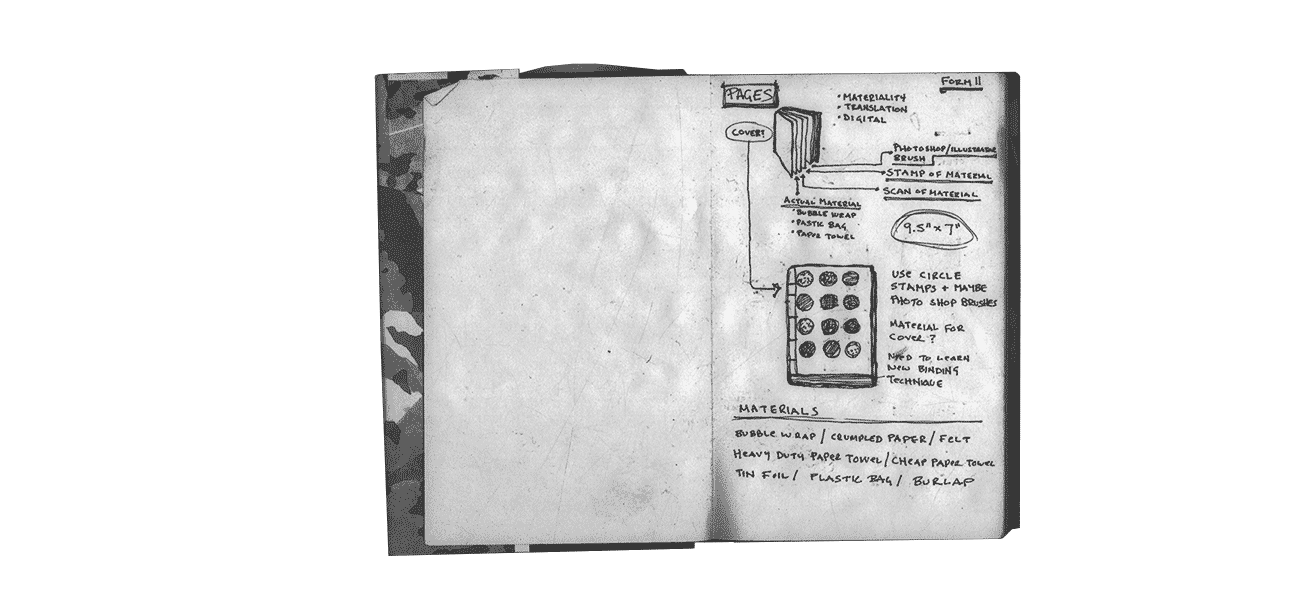 FORM II
PAGES
• MATERIALITY
• TRANSLATION
• DIGITAL
COVER?
PHOTOSHOP/ILLUSTRATOR
BRUSH
STAMP OF MATERIAL
SCAN OF MATERIAL
ACTUAL MATERIAL
• BUBBLE WRAP
• PASTIC BAG
• PAPER TOWEL
9.5" x 7"
USE CIRCLE
STAMPS + MAYBE
PHOTO SHOP BRUSHES
MATERIAL FOR
COVER?
NEED TO LEARN
NEW BINDING
TECHNIQUE
MATERIALS
BUBBLE WRAP / CRUMPLED PAPER / FELT
HEAVY DUTY PAPER TOWEL / CHEAP PAPER TOWEL
TIN FOIL / PLASTIC BAG / BURLAP